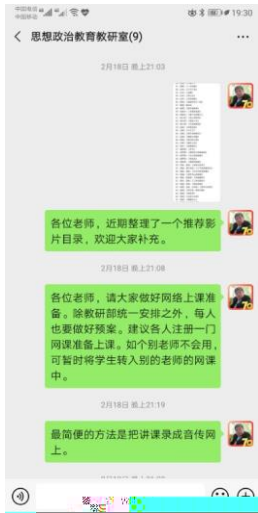 19:30
思想政治教育教研室(9)
2月18日 晚上21:03
各位老师，近期整理了一个推荐影
片目录，欢迎大家补充。
2月18日 晚上21:08
各位老师，请大家做好网络上课准
备。除教研部统一安排之外，每人
也要做好预案。建议各人注册一门
网课准备上课。如个别老师不会用，
可暂时将学生转入别的老师的网课
中。
2月18日 晚上21:19
最简便的方法是把讲课录成音传网
上。